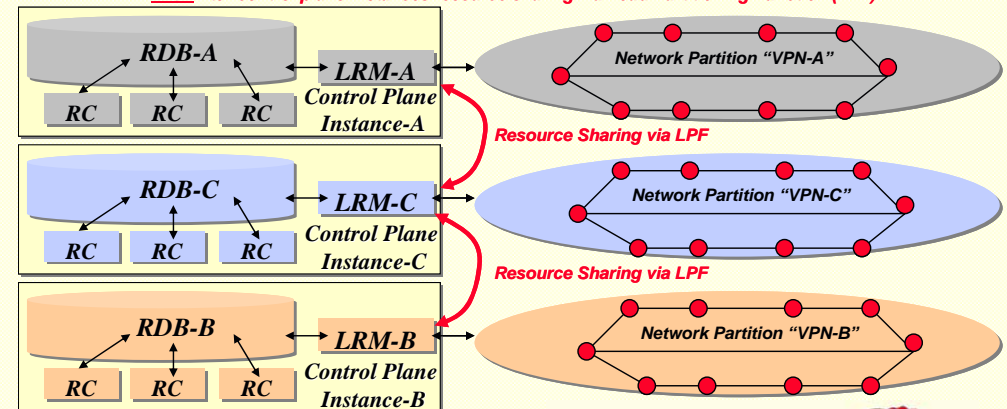 RDB-A
LRM-A
RC RC RC
Control Plane
Instance-A
Network Partition “VPN-A”
Resource Sharing via LPF
RDB-C
LRM-C
RC RC RC
Control Plane
Instance-C
Network Partition “VPN-C”
Resource Sharing via LPF
RDB-B
LRM-B
RC RC RC
Control Plane
Instance-B
Network Partition “VPN-B”